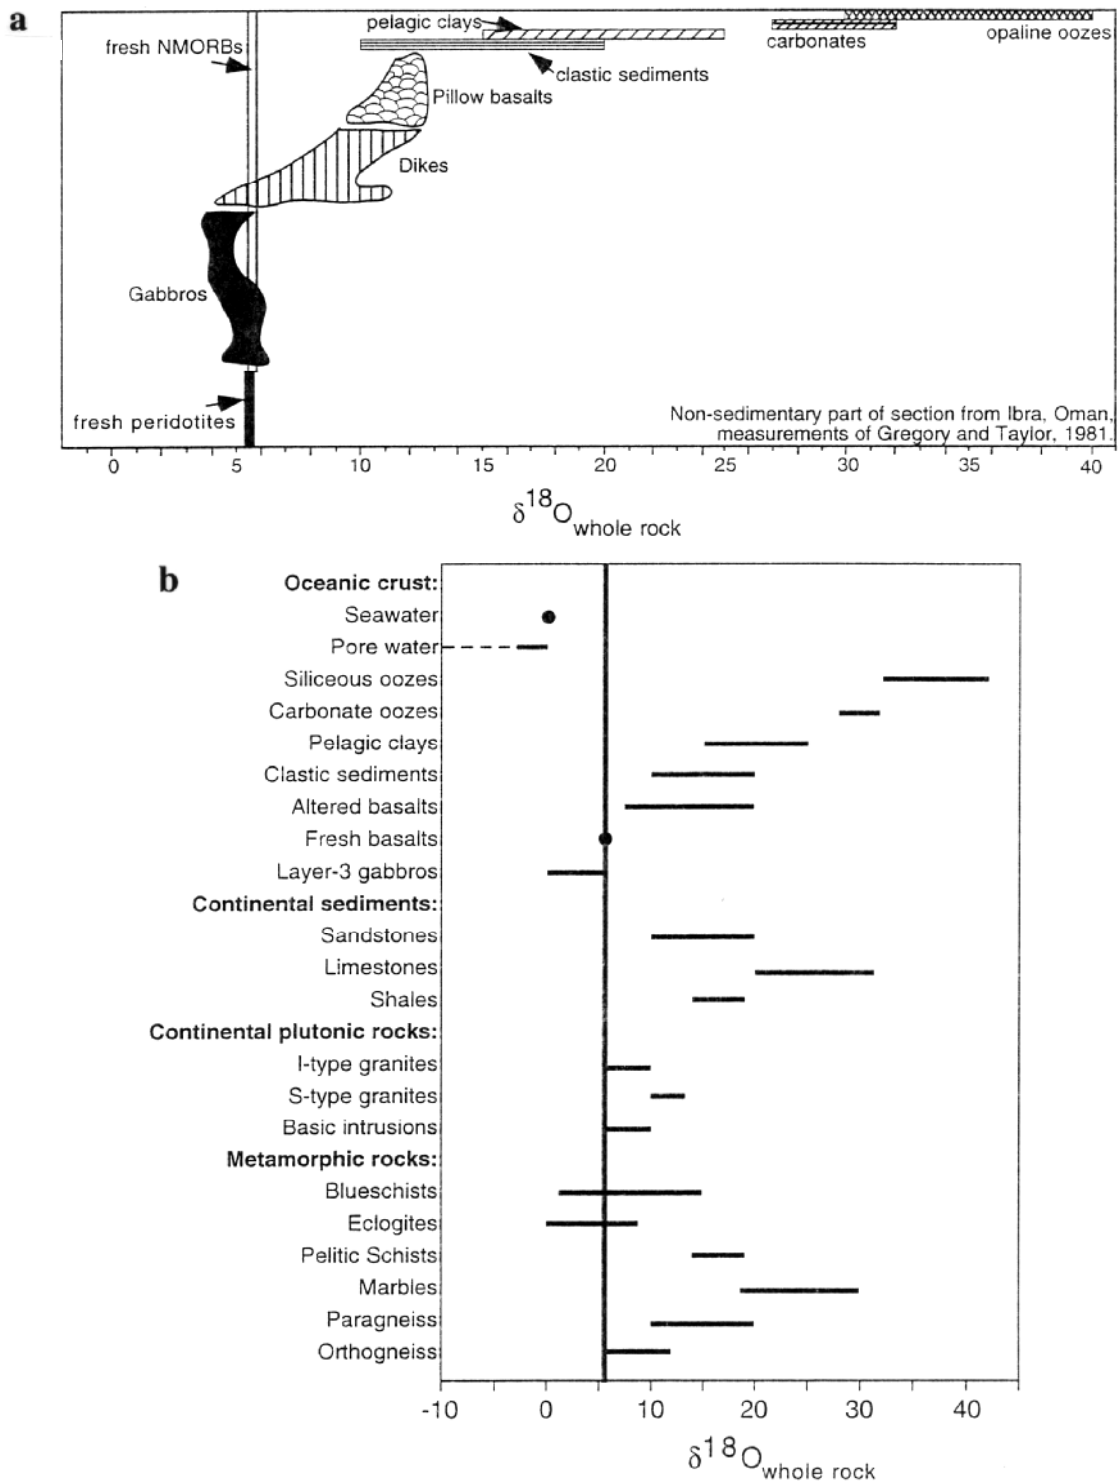 a
pelagic clays
fresh NMORBs
carbonates
opaline oozes
clastic sediments
Pillow basalts
Dikes
Gabbros
fresh peridotites
Non-sedimentary part of section from Ibra, Oman,
measurements of Gregory and Taylor, 1981.
0 5 10 15 20 25 30 35 40
δ18O whole rock
b
Oceanic crust:
Seawater
Pore water
Siliceous oozes
Carbonate oozes
Pelagic clays
Clastic sediments
Altered basalts
Fresh basalts
Layer-3 gabbros
Continental sediments:
Sandstones
Limestones
Shales
Continental plutonic rocks:
I-type granites
S-type granites
Basic intrusions
Metamorphic rocks:
Blueschists
Eclogites
Pelitic Schists
Marbles
Paragneiss
Orthogneiss
-10 0 10 20 30 40
δ18O whole rock